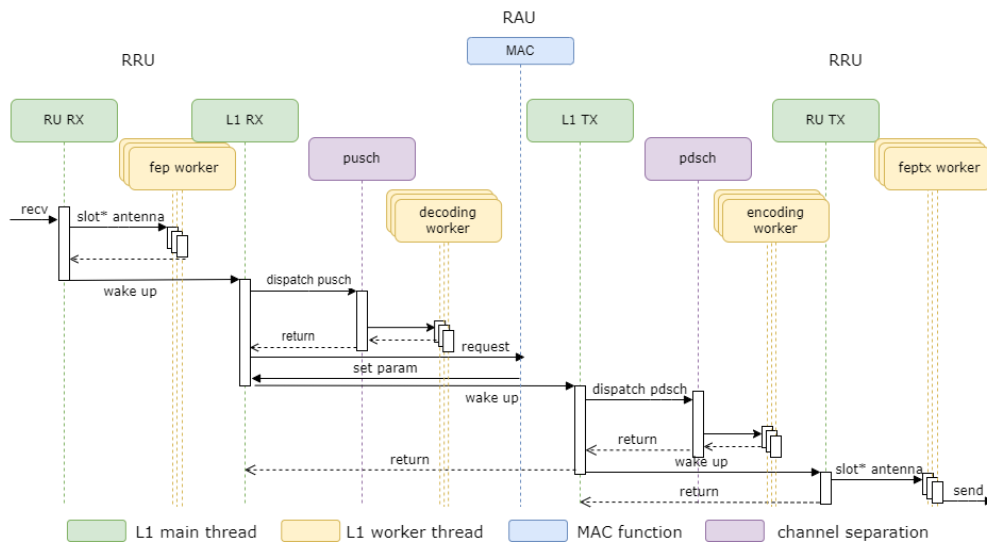 RAU
MAC
RRU
RRU
RU RX
L1 RX
L1 TX
RU TX
fep worker
pusch
pdsch
feptx worker
decoding
worker
encoding
worker
recv
slot* antenna
wake up
dispatch pusch
return
request
set param
wake up
dispatch pdsch
return
return
wake up
slot* antenna
return
send
L1 main thread
L1 worker thread
MAC function
channel separation